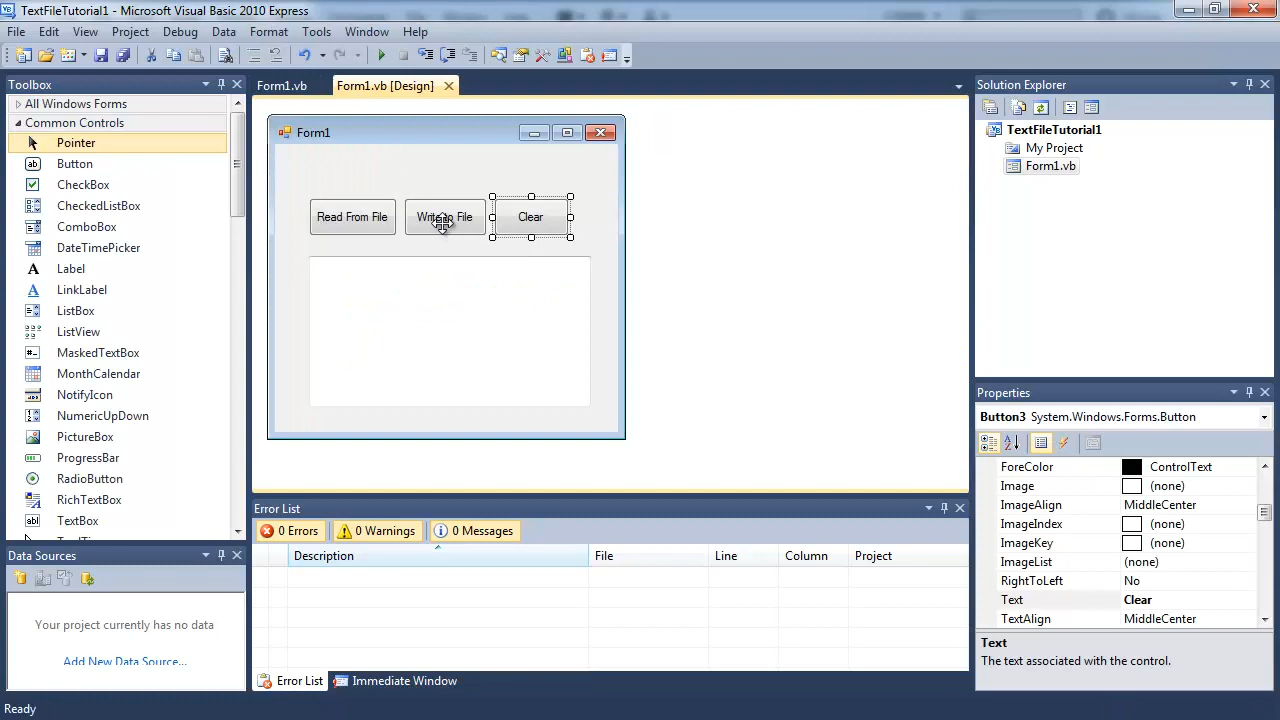 TextFileTutorial1 - Microsoft Visual Basic 2010 Express
File Edit View Project Debug Data Format Tools Window Help
Toolbox
All Windows Forms
Common Controls
Pointer
Button
CheckBox
CheckedListBox
ComboBox
DateTimePicker
Label
LinkLabel
ListBox
ListView
MaskedTextBox
MonthCalendar
NotifyIcon
NumericUpDown
PictureBox
ProgressBar
RadioButton
RichTextBox
TextBox
Data Sources
Your project currently has no data
Add New Data Source...
Form1.vb Form1.vb [Design]
Form1
Read From File Write to File Clear
Error List
0 Errors 0 Warnings 0 Messages
Description File Line Column Project
Error List Immediate Window
Solution Explorer
TextFileTutorial1
My Project
Form1.vb
Properties
Button3 System.Windows.Forms.Button
ForeColor ControlText
Image (none)
ImageAlign MiddleCenter
ImageIndex (none)
ImageKey (none)
ImageList (none)
RightToLeft No
Text Clear
TextAlign MiddleCenter
Text
The text associated with the control.
Ready